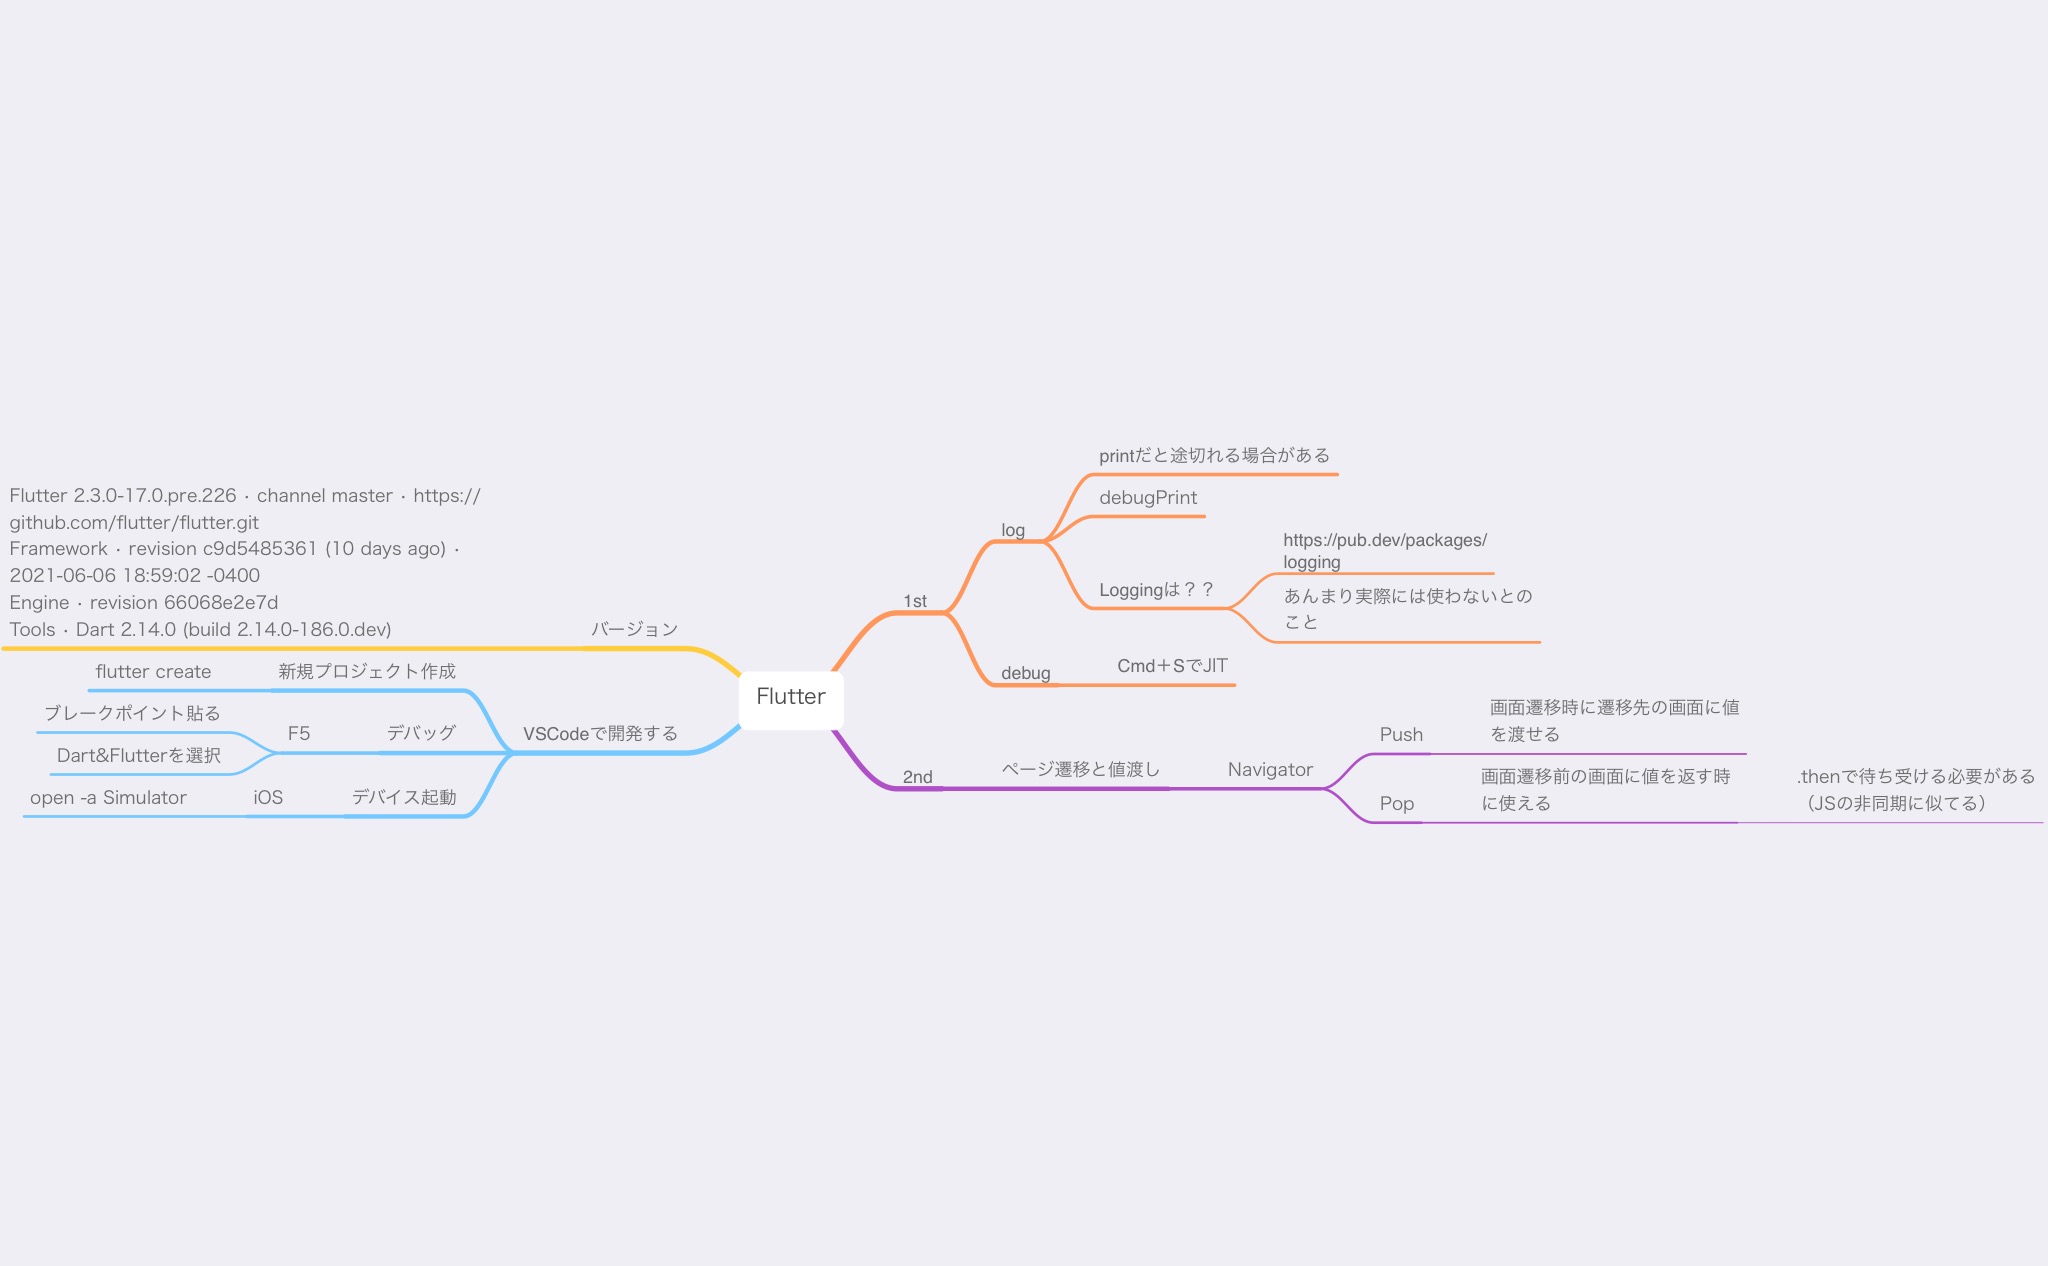 Flutter
1st
log
printだと途切れる場合がある
debugPrint
Loggingは？？
https://pub.dev/packages/
logging
あんまり実際には使わないとの
こと
debug
Cmd＋SでJIT
2nd
ページ遷移と値渡し
Navigator
Push
画面遷移時に遷移先の画面に値
を渡せる
Pop
画面遷移前の画面に値を返す時
に使える
.thenで待ち受ける必要がある
（JSの非同期に似てる）
バージョン
Flutter 2.3.0-17.0.pre.226 • channel master • https://
github.com/flutter/flutter.git
Framework • revision c9d5485361 (10 days ago) •
2021-06-06 18:59:02 -0400
Engine • revision 66068e2e7d
Tools • Dart 2.14.0 (build 2.14.0-186.0.dev)
VSCodeで開発する
新規プロジェクト作成
flutter create
デバッグ
F5
ブレークポイント貼る
Dart&Flutterを選択
デバイス起動
iOS
open -a Simulator